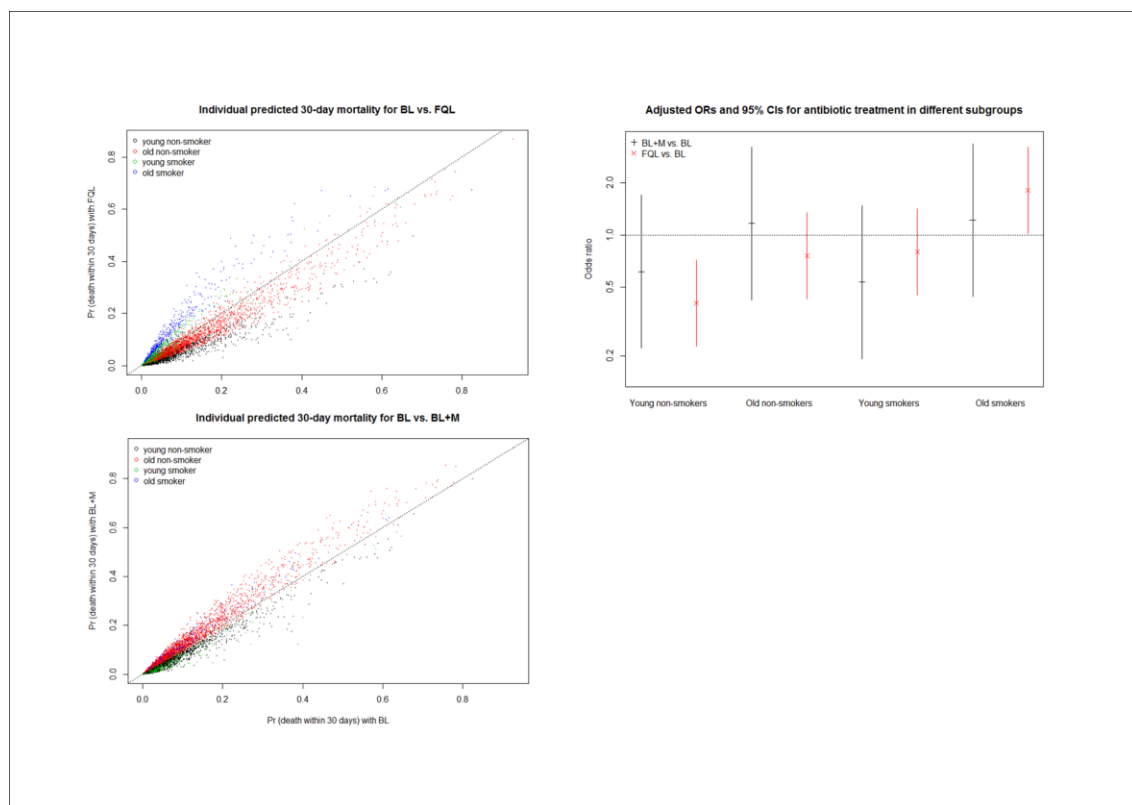 Individual predicted 30-day mortality for BL vs. FQL
young non-smoker
old non-smoker
young smoker
old smoker
Pr (death within 30 days) with FQL
0.8
0.6
0.4
0.2
0.0
0.0 0.2 0.4 0.6 0.8
Individual predicted 30-day mortality for BL vs. BL+M
young non-smoker
old non-smoker
young smoker
old smoker
Pr (death within 30 days) with BL+M
0.8
0.6
0.4
0.2
0.0
0.0 0.2 0.4 0.6 0.8
Pr (death within 30 days) with BL
Adjusted ORs and 95% CIs for antibiotic treatment in different subgroups
BL+M vs. BL
FQL vs. BL
Odds ratio
2.0
1.0
0.5
0.2
Young non-smokers Old non-smokers Young smokers Old smokers